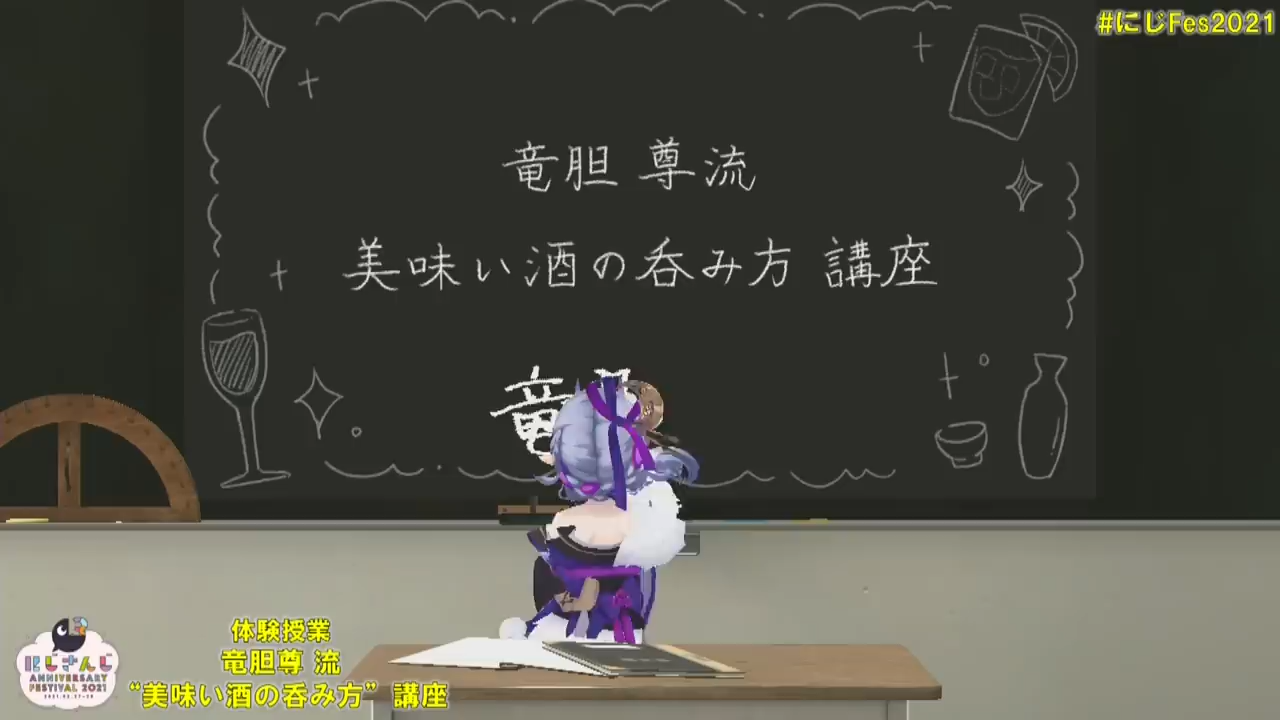 #にじFes2021
竜胆 尊流
美味い酒の呑み方 講座
竜
にじさんじ
ANNIVERSARY
FESTIVAL 2021
体験授業
竜胆尊 流
“美味い酒の呑み方” 講座